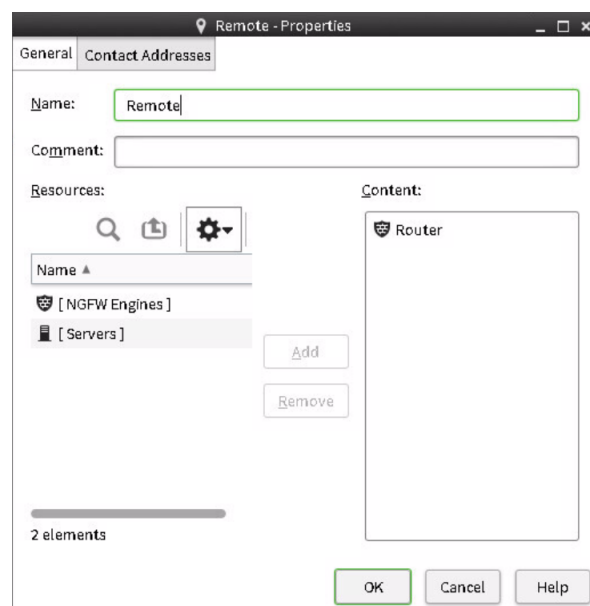 Remote - Properties
General Contact Addresses
Name: Remote
Comment:
Resources: Content:
Router
Name
[ NGFW Engines ]
[ Servers ]
Add
Remove
2 elements
OK Cancel Help